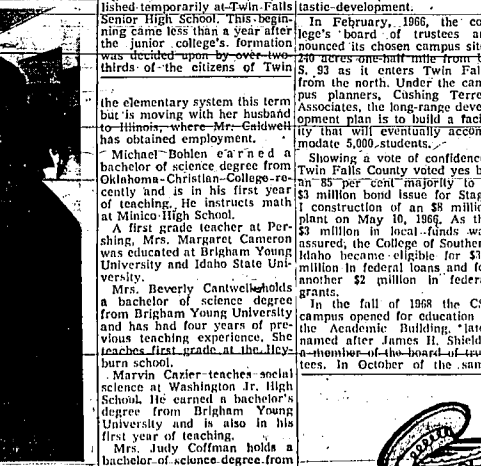 lished temporarily at Twin Falls
Senior High School. This begin-
ning came less than a year after
the junior college's formation
was decided upon by over two-
thirds of the citizens of Twin
the elementary system this term
but is moving with her husband
to Illinois, where Mr. Caldwell
has obtained employment.
Michael Bohlen earned a
bachelor of science degree from
Oklahoma Christian College re-
cently and is in his first year
of teaching. He instructs math
at Minico High School.
A first grade teacher at Per-
shing, Mrs. Margaret Cameron
was educated at Brigham Young
University and Idaho State Uni-
versity.
Mrs. Beverly Cantwell holds
a bachelor of science degree
from Brigham Young University
and has had four years of pre-
vious teaching experience. She
teaches first grade at the Hey-
burn school.
Marvin Cazier teaches social
science at Washington Jr. High
School. He earned a bachelor's
degree from Brigham Young
University and is also in his
first year of teaching.
Mrs. Judy Coffman holds a
bachelor of science degree from
tastic development.
In February, 1966, the co
lege's board of trustees a
nounced its chosen campus sit
240 acres one-half mile from
S. 93 as it enters Twin Fal
from the north. Under the cam
pus planners, Cushing Terre
Associates, the long-range deve
opment plan is to build a faci
ity that will eventually accom
modate 5,000 students.
Showing a vote of confidence
Twin Falls County voted yes b
an 85 per cent majority to
$3 million bond issue for Stag
I construction of an $8 millio
plant on May 10, 1966. As th
$3 million in local funds wa
assured, the College of Souther
Idaho became eligible for $3
million in federal loans and fo
another $2 million in federa
grants.
In the fall of 1968 the CS
campus opened for education
the Academic Building, late
named after James H. Shield
a member of the board of tru
tees. In October of the sam